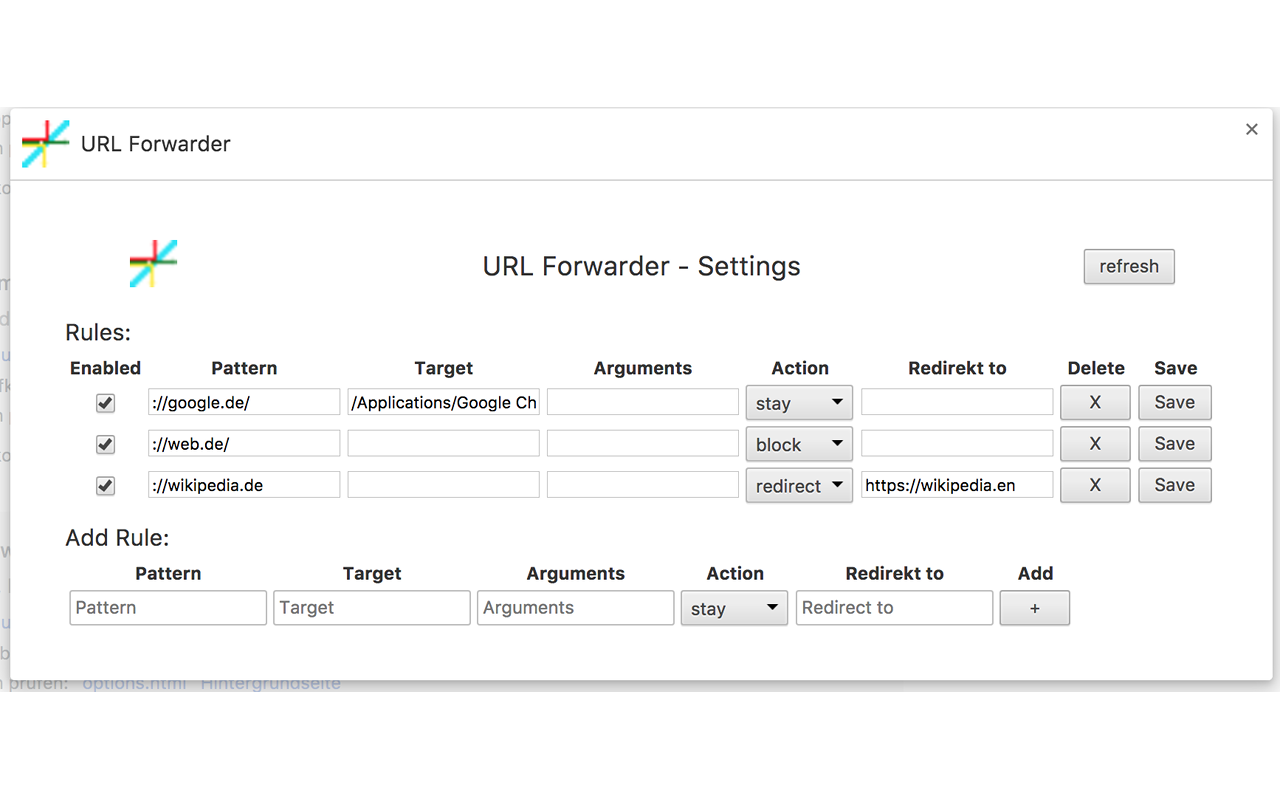 URL Forwarder
×
URL Forwarder - Settings
refresh
Rules:
Enabled Pattern Target Arguments Action Redirekt to Delete Save
://google.de/ /Applications/Google Ch stay X Save
://web.de/ block X Save
://wikipedia.de redirect https://wikipedia.en X Save
Add Rule:
Pattern Target Arguments Action Redirekt to Add
Pattern Target Arguments stay Redirect to +
prüfen: options.html Hintergrundseite